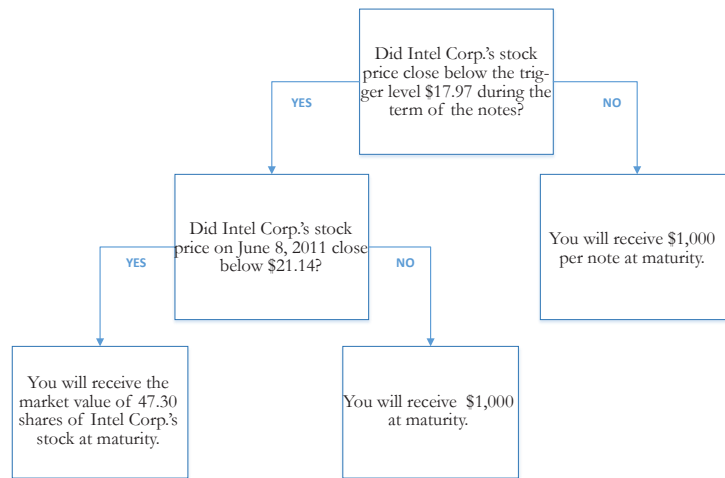 Did Intel Corp.'s stock
price close below the trig-
ger level $17.97 during the
term of the notes?
YES
NO
Did Intel Corp.'s stock
price on June 8, 2011 close
below $21.14?
You will receive $1,000
per note at maturity.
YES
NO
You will receive the
market value of 47.30
shares of Intel Corp.'s
stock at maturity.
You will receive $1,000
at maturity.